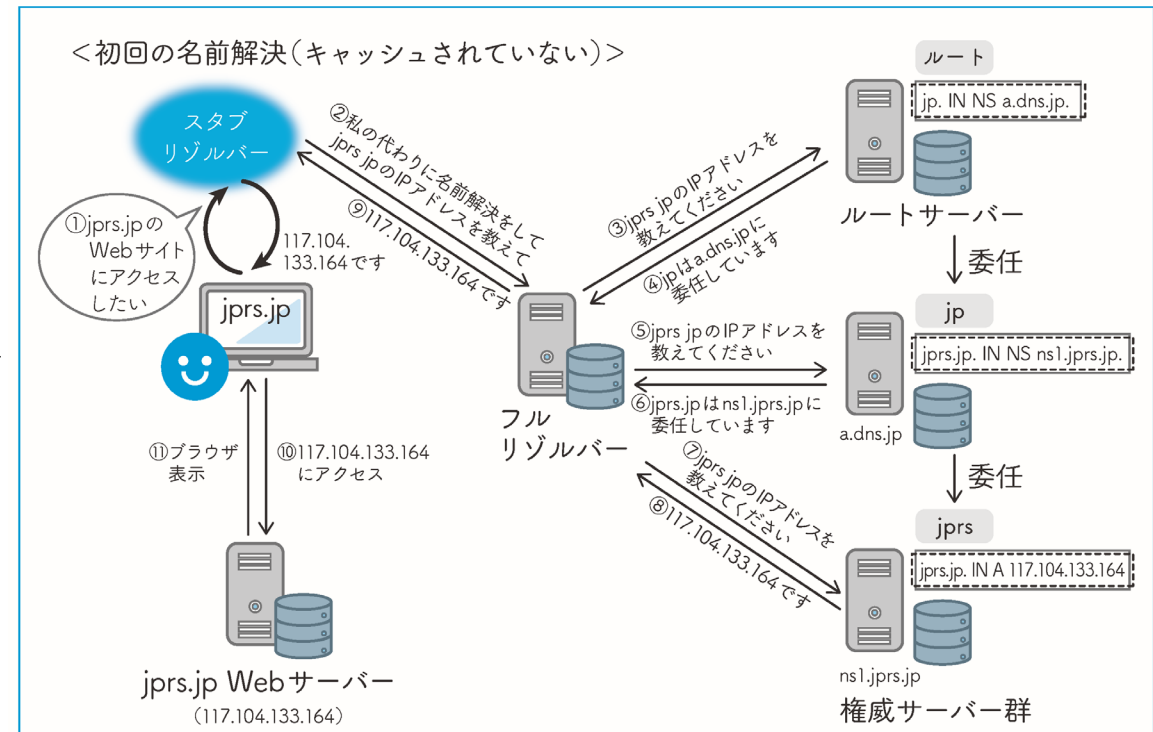 ＜初回の名前解決（キャッシュされていない）＞
スタブ
リゾルバー
①jprs.jpの
Webサイト
にアクセス
したい
117.104.
133.164です
jprs.jp
②私の代わりに名前解決をして
jprs jpのIPアドレスを教えて
⑨117.104.133.164です
③jprs jpのIPアドレスを
教えてください
④jpはa.dns.jpに
委任しています
ルート
jp. IN NS a.dns.jp.
ルートサーバー
委任
⑤jprs jpのIPアドレスを
教えてください
⑥jprs.jpはns1.jprs.jpに
委任しています
jp
jprs.jp. IN NS ns1.jprs.jp.
a.dns.jp
委任
フル
リゾルバー
⑦jprs jpのIPアドレスを
教えてください
⑧117.104.133.164です
jprs
jprs.jp. IN A 117.104.133.164
ns1.jprs.jp
権威サーバー群
⑪ブラウザ
表示
⑩117.104.133.164
にアクセス
jprs.jp Webサーバー
（117.104.133.164）